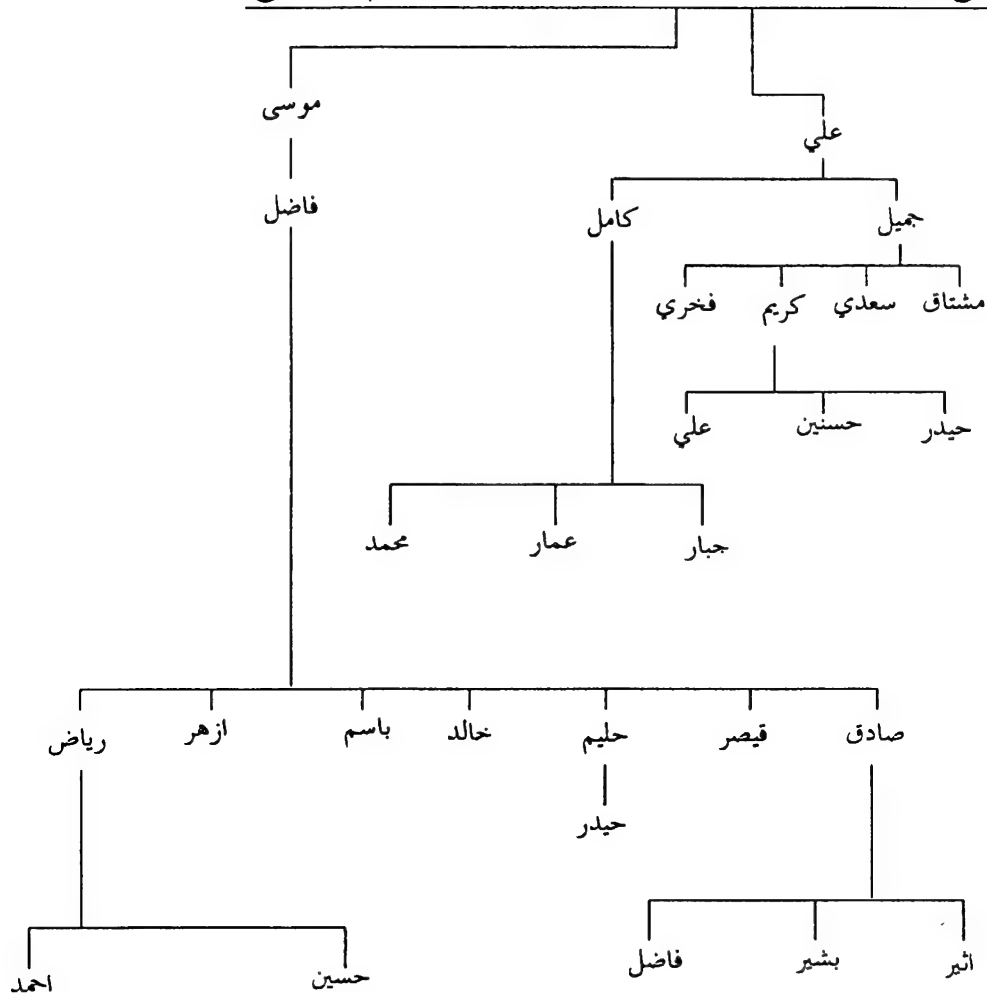 موسى
علي
فاضل
جميل كامل
مشتاق سعدي كريم فخري
حيدر حسنين علي
جبار عمار محمد
صادق قيصر حليم خالد باسم ازهر رياض
حيدر
اثير بشير فاضل
حسين احمد